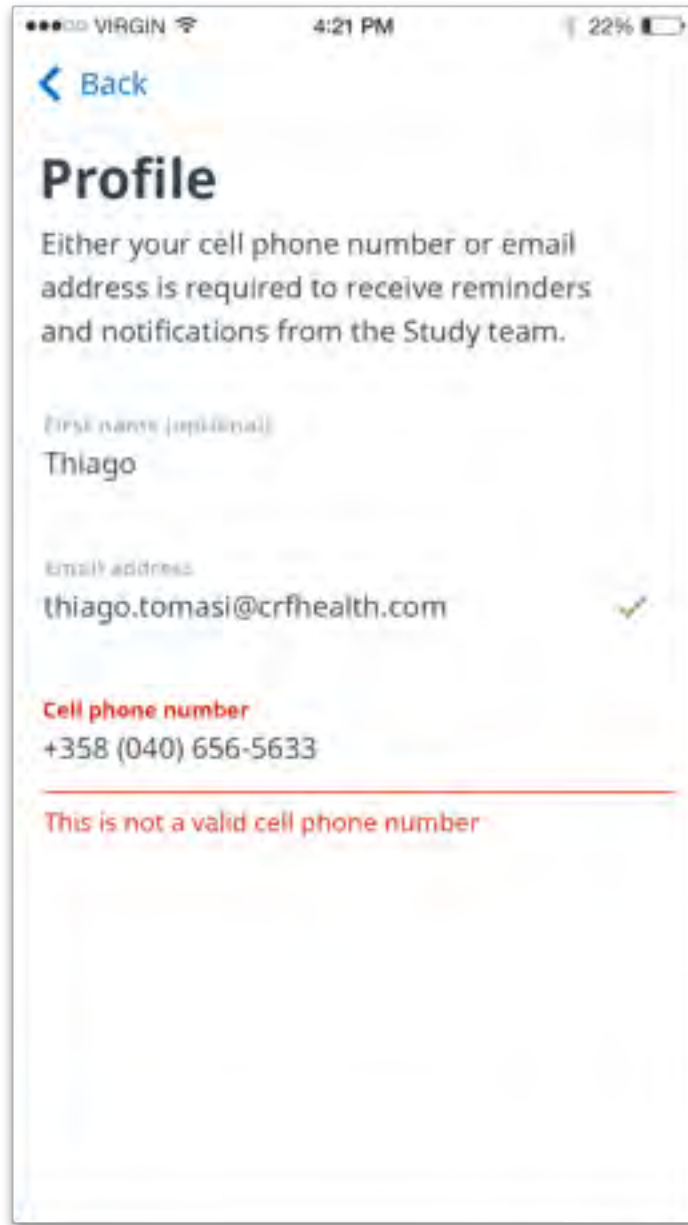 VIRGIN 4:21 PM 22%
Back
Profile
Either your cell phone number or email
address is required to receive reminders
and notifications from the Study team.
First name (optional)
Thiago
Email address
thiago.tomasi@crfhealth.com
Cell phone number
+358 (040) 656-5633
This is not a valid cell phone number